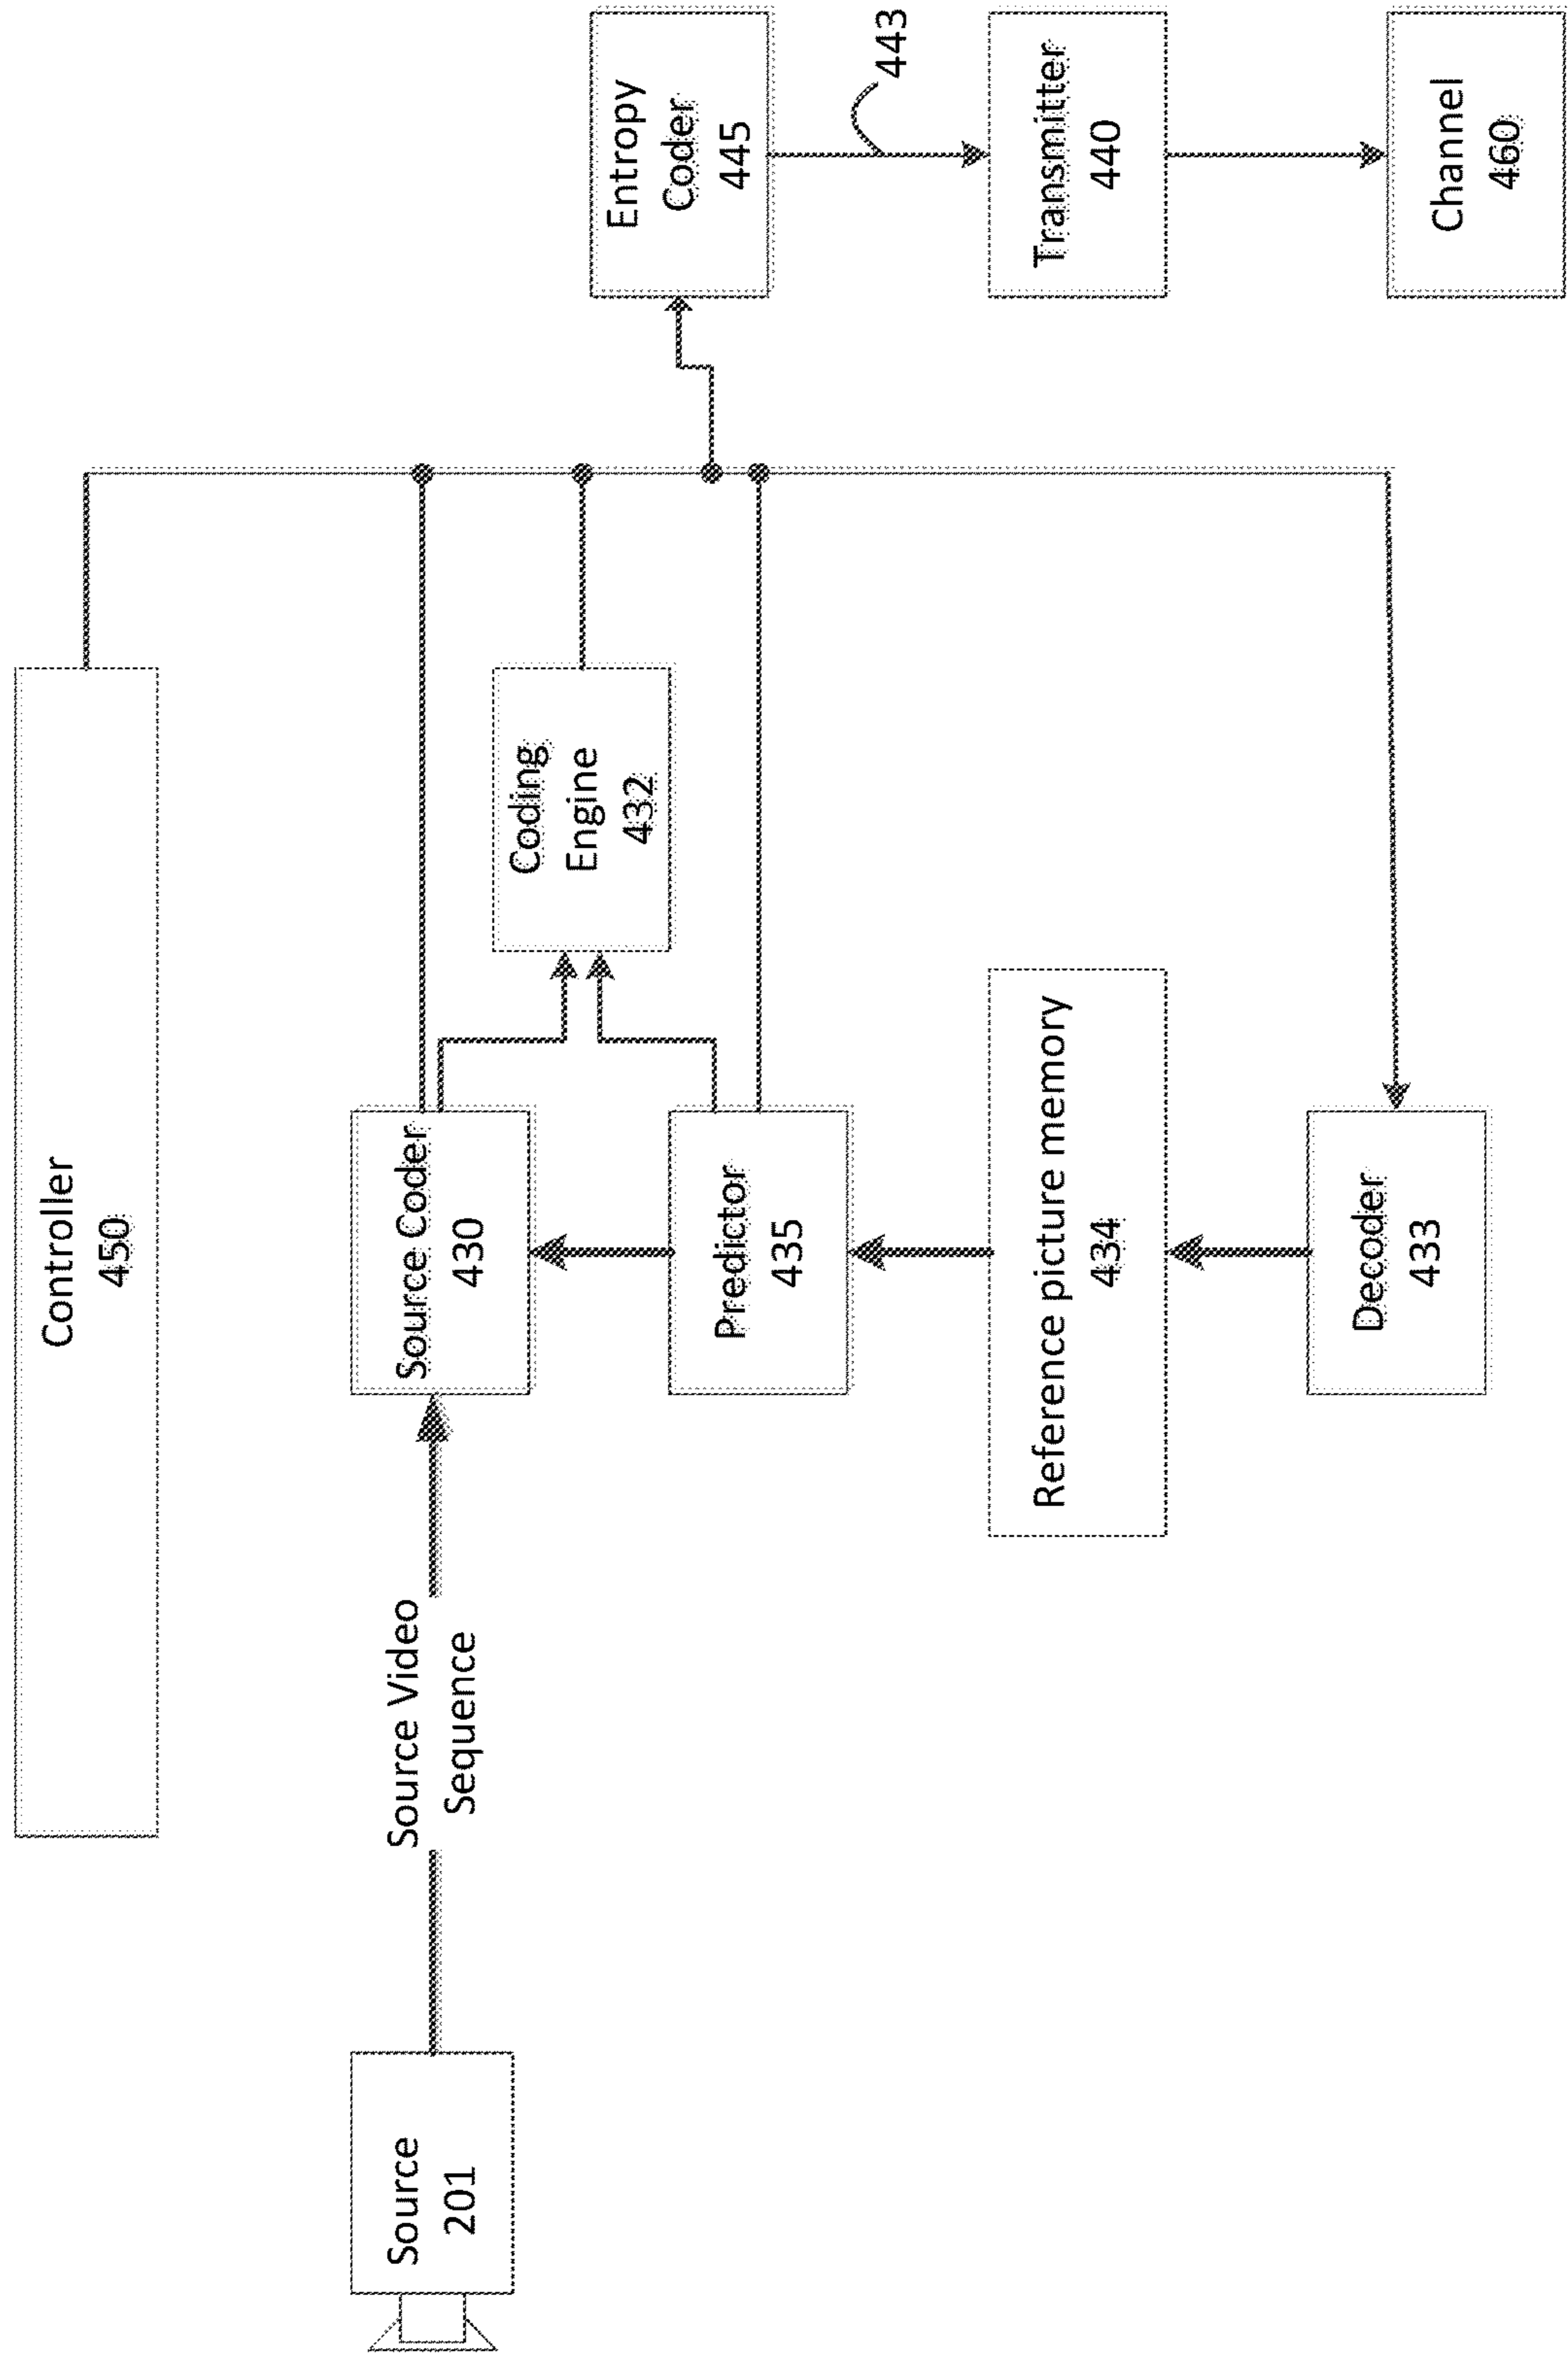 Controller
450
Source
201
Source Video
Sequence
Source Coder
430
Coding
Engine
432
Predictor
435
Reference picture memory
434
Decoder
433
Entropy
Coder
445
443
Transmitter
440
Channel
460